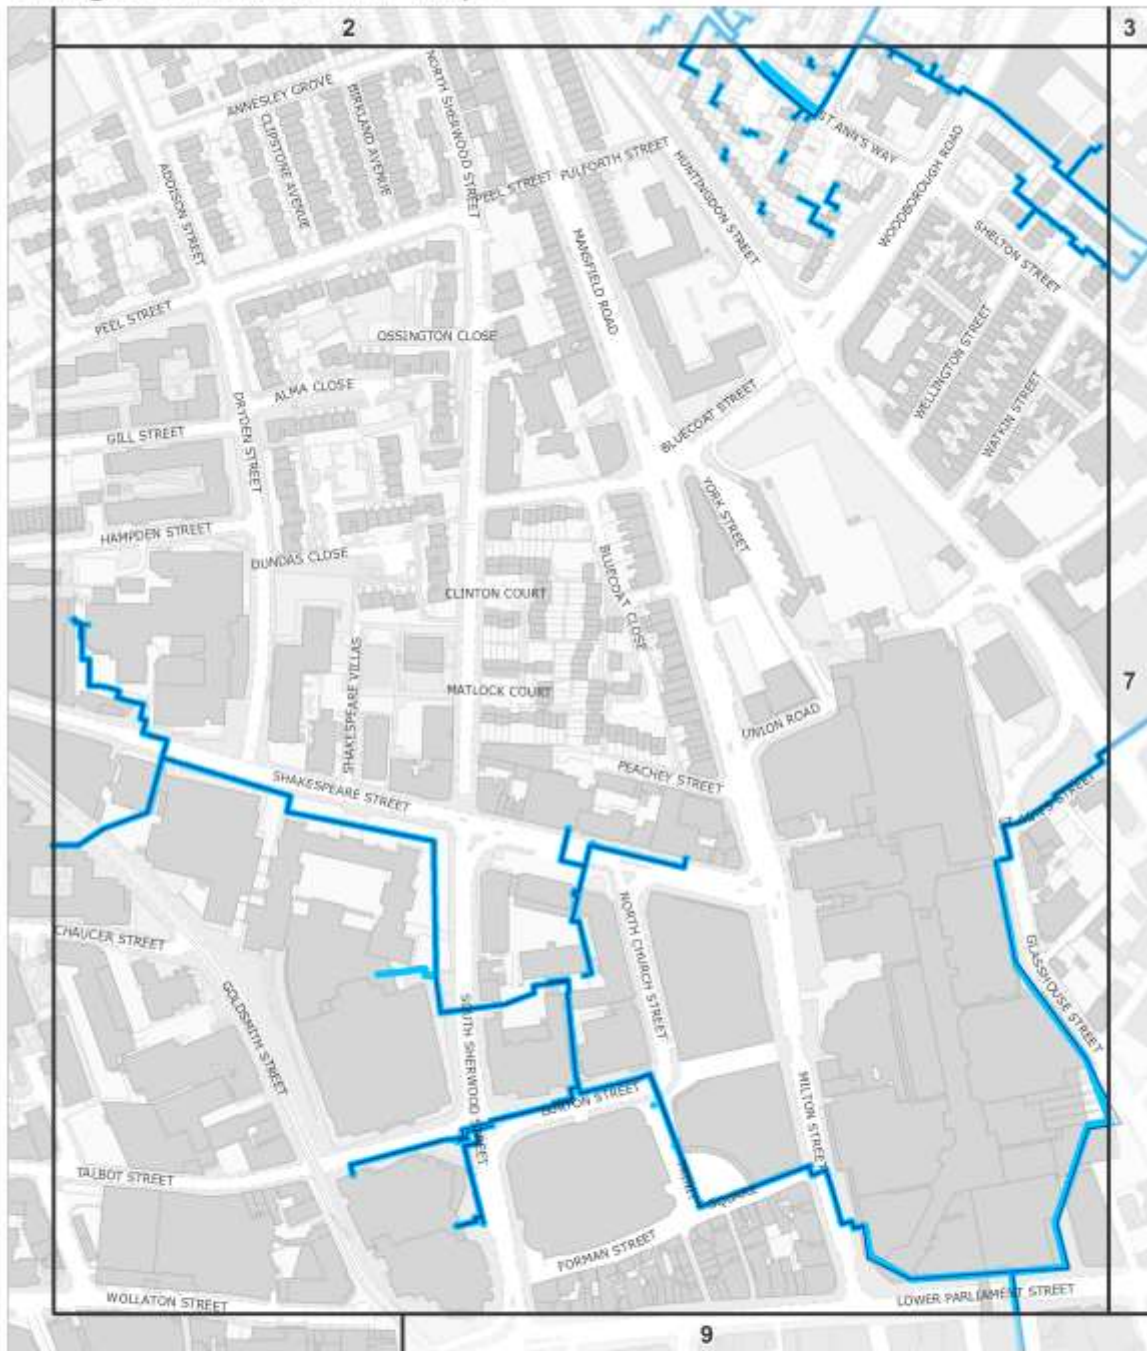 2
3
ANNESLEY GROVE
NORTH SHERWOOD STREET
BIRKLAND AVENUE
CLIPSTONE AVENUE
ADDISON STREET
PEEL STREET
PULFORTH STREET
HUNTINGDON STREET
ST ANN'S WAY
WOODBOROUGH ROAD
SHELTON STREET
MANSFIELD ROAD
PEEL STREET
OSSINGTON CLOSE
ALMA CLOSE
WELLINGTON STREET
WATKIN STREET
BLUECOAT STREET
DRYDEN STREET
GILL STREET
YORK STREET
HAMPDEN STREET
DUNDAS CLOSE
BLUECOAT CLOSE
CLINTON COURT
SHAKESPEARE VILLAS
MATLOCK COURT
7
UNION ROAD
PEACHEY STREET
SHAKESPEARE STREET
NORTH CHURCH STREET
CHAUCER STREET
GLASSHOUSE STREET
GOLDSMITH STREET
SOUTH SHERWOOD STREET
BURTON STREET
MILTON STREET
TALBOT STREET
FORMAN STREET
WOLLATON STREET
LOWER PARLIAMENT STREET
9